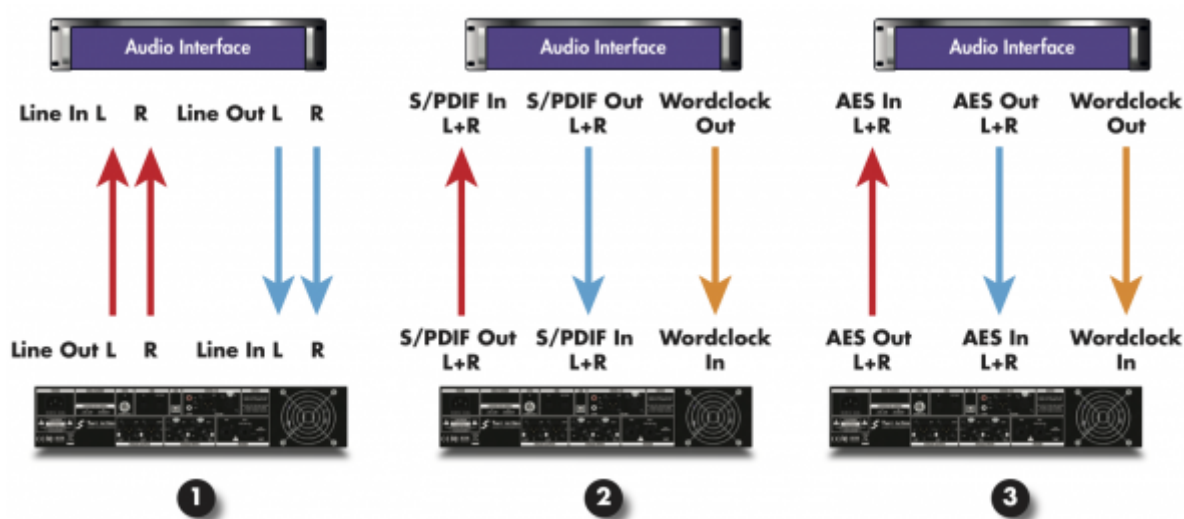 Audio Interface
Line In L R Line Out L R
Line Out L R Line In L R
1
Audio Interface
S/PDIF In S/PDIF Out Wordclock
L+R L+R Out
S/PDIF Out S/PDIF In Wordclock
L+R L+R In
2
Audio Interface
AES In AES Out Wordclock
L+R L+R Out
AES Out AES In Wordclock
L+R L+R In
3